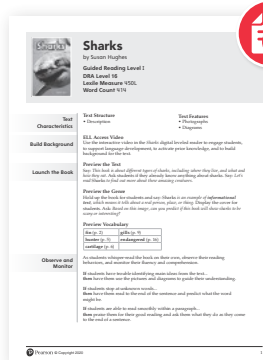 Sharks
Sharks
by Susan Hughes
Guided Reading Level I
DRA Level 16
Lexile Measure 450L
Word Count 474
Text
Characteristics
Text Structure
• Description
Text Features
• Photographs
• Diagrams
Build Background
ELL Access Video
Use the interactive video in the Sharks digital leveled reader to engage students,
to support language development, to activate prior knowledge, and to build
background for the text.
Launch the Book
Preview the Text
Say: This book is about different types of sharks, including where they live, and what and
how they eat. Ask students if they already know anything about sharks. Say: Let's
read Sharks to find out more about these amazing creatures.
Preview the Genre
Hold up the book for students and say: Sharks is an example of informational
text, which means it tells about a real person, place, or thing. Display the cover for
students. Ask: Based on this image, can you predict if this book will show sharks to be
scary or interesting?
Preview Vocabulary
fin (p. 2)
gills (p. 9)
hunter (p. 5)
endangered (p. 16)
cartilage (p. 6)
Observe and
Monitor
As students whisper-read the book on their own, observe their reading
behaviors, and monitor their fluency and comprehension.
If students have trouble identifying main ideas from the text...
then have them use the pictures and diagrams to guide their understanding.
If students stop at unknown words...
then have them read to the end of the sentence and predict what the word
might be.
If students are able to read smoothly within a paragraph...
then praise them for their good reading and ask them what they do as they come
to the end of a sentence.
Pearson © Copyright 2020